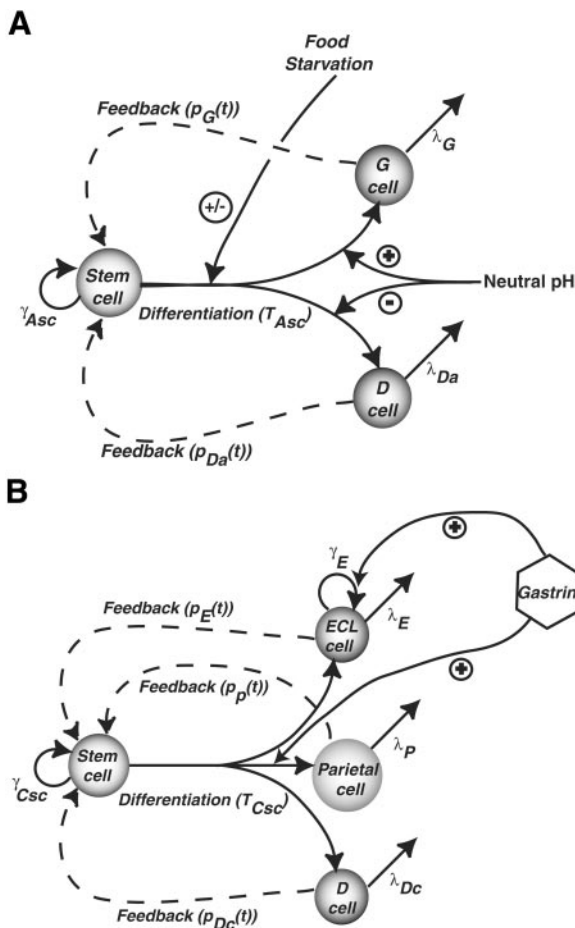 A
Food
Starvation
Feedback (pG(t))
λG
G
cell
+/-
+
Stem
cell
Neutral pH
γAsc
Differentiation (TAsc)
-
λDa
D
cell
Feedback (pDa(t))
B
+
γE
Gastrin
Feedback (pE(t))
ECL
cell
λE
+
Feedback (pp(t))
Stem
cell
λP
Parietal
cell
γCsc
Differentiation (TCsc)
D
cell
λDc
Feedback (pDc(t))